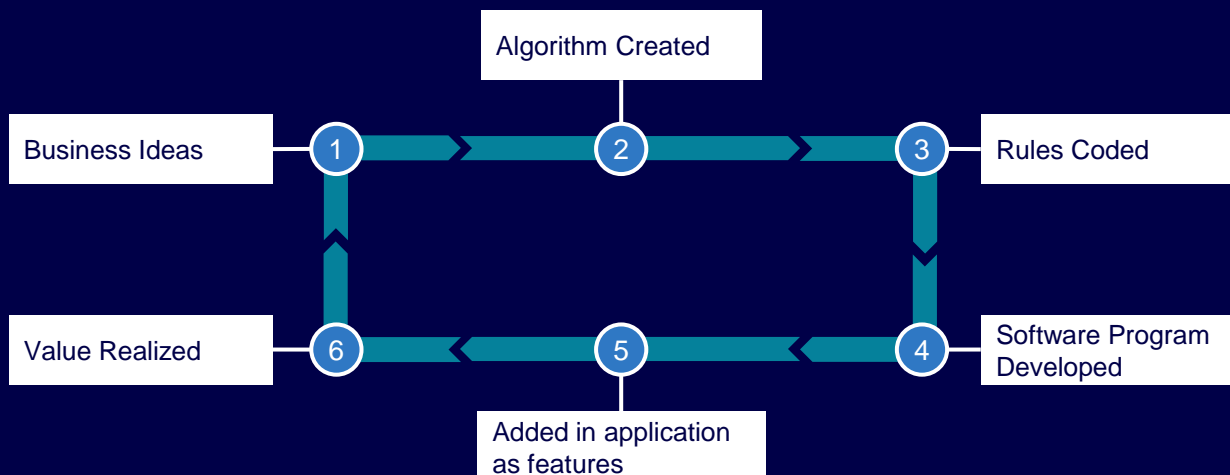 Algorithm Created
Business Ideas
1
2
3
Rules Coded
Value Realized
6
5
4
Software Program
Developed
Added in application
as features